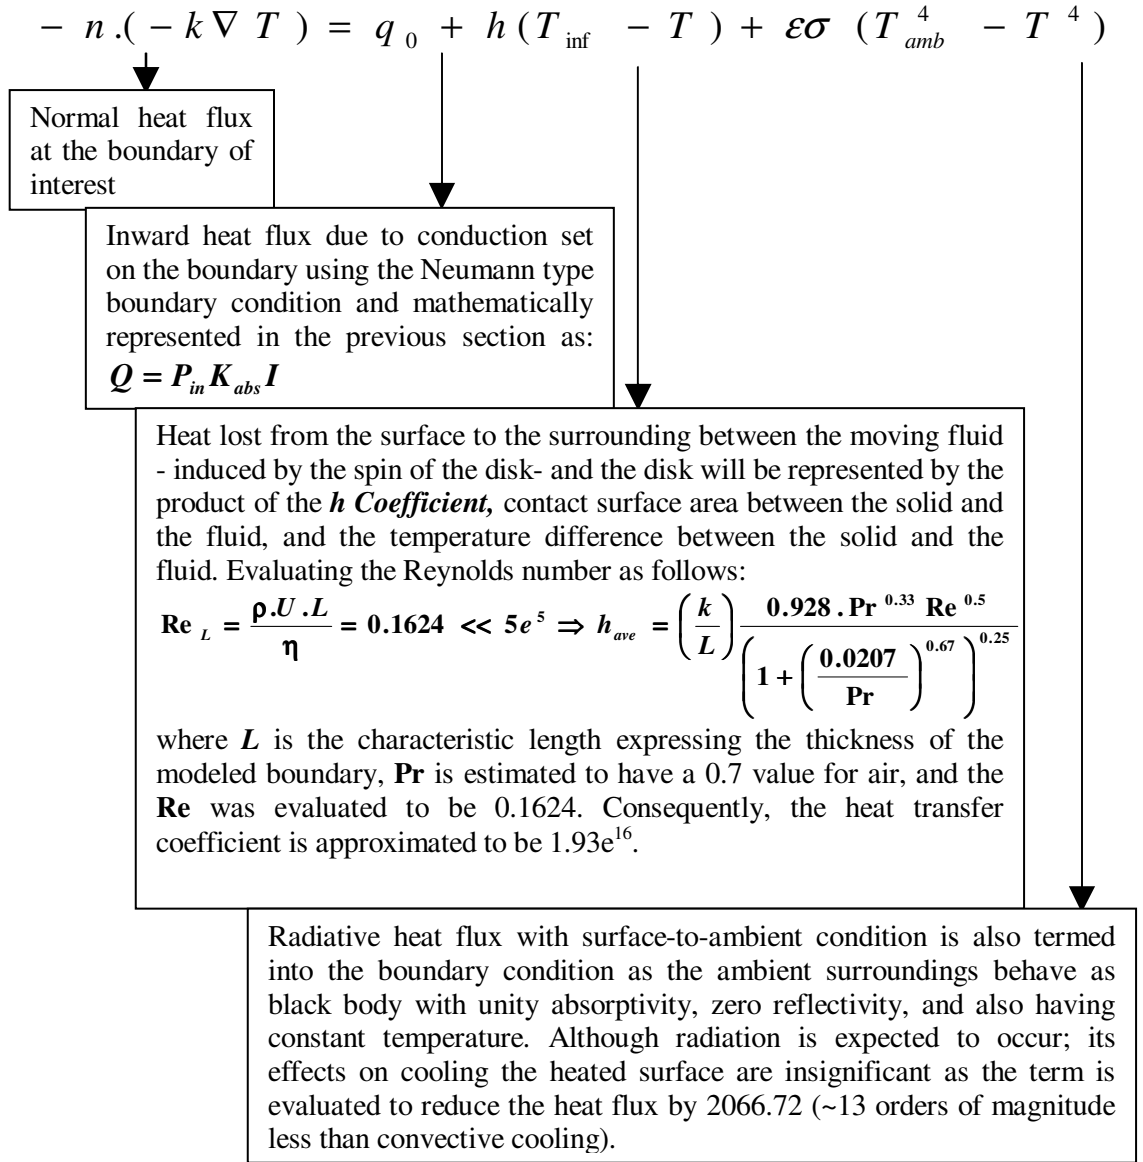 − n .( − k ∇ T ) = q₀ + h ( T_inf − T ) + εσ ( T_amb⁴ − T ⁴ )
Normal heat flux
at the boundary of
interest
Inward heat flux due to conduction set
on the boundary using the Neumann type
boundary condition and mathematically
represented in the previous section as:
Q = P_in K_abs I
Heat lost from the surface to the surrounding between the moving fluid
- induced by the spin of the disk- and the disk will be represented by the
product of the h Coefficient, contact surface area between the solid and
the fluid, and the temperature difference between the solid and the
fluid. Evaluating the Reynolds number as follows:
Re_L = ρ.U.L / η = 0.1624 << 5e⁵ ⇒ h_ave = (k / L) 0.928 . Pr^0.33 Re^0.5 / (1 + (0.0207 / Pr)^0.67)^0.25
where L is the characteristic length expressing the thickness of the
modeled boundary, Pr is estimated to have a 0.7 value for air, and the
Re was evaluated to be 0.1624. Consequently, the heat transfer
coefficient is approximated to be 1.93e¹⁶.
Radiative heat flux with surface-to-ambient condition is also termed
into the boundary condition as the ambient surroundings behave as
black body with unity absorptivity, zero reflectivity, and also having
constant temperature. Although radiation is expected to occur; its
effects on cooling the heated surface are insignificant as the term is
evaluated to reduce the heat flux by 2066.72 (~13 orders of magnitude
less than convective cooling).